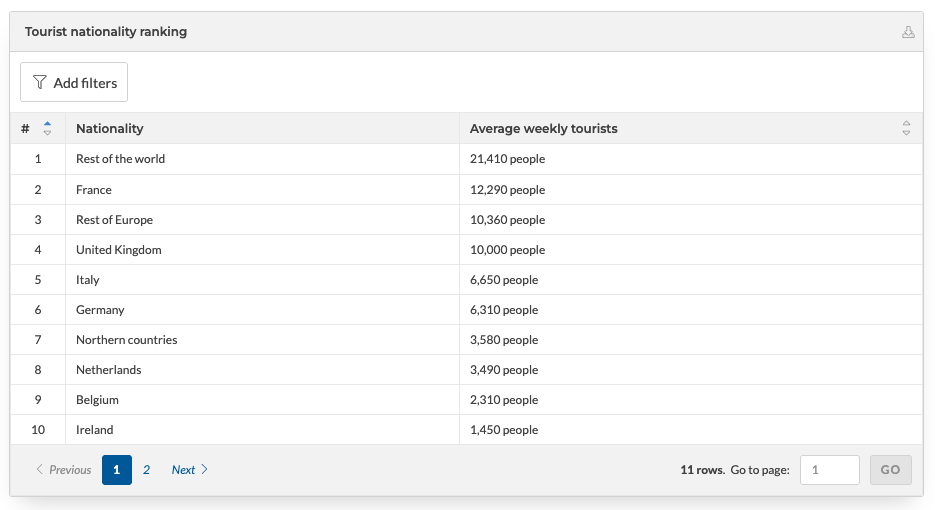 Tourist nationality ranking
Add filters
# Nationality Average weekly tourists
1 Rest of the world 21,410 people
2 France 12,290 people
3 Rest of Europe 10,360 people
4 United Kingdom 10,000 people
5 Italy 6,650 people
6 Germany 6,310 people
7 Northern countries 3,580 people
8 Netherlands 3,490 people
9 Belgium 2,310 people
10 Ireland 1,450 people
Previous 1 2 Next 11 rows. Go to page: 1 GO